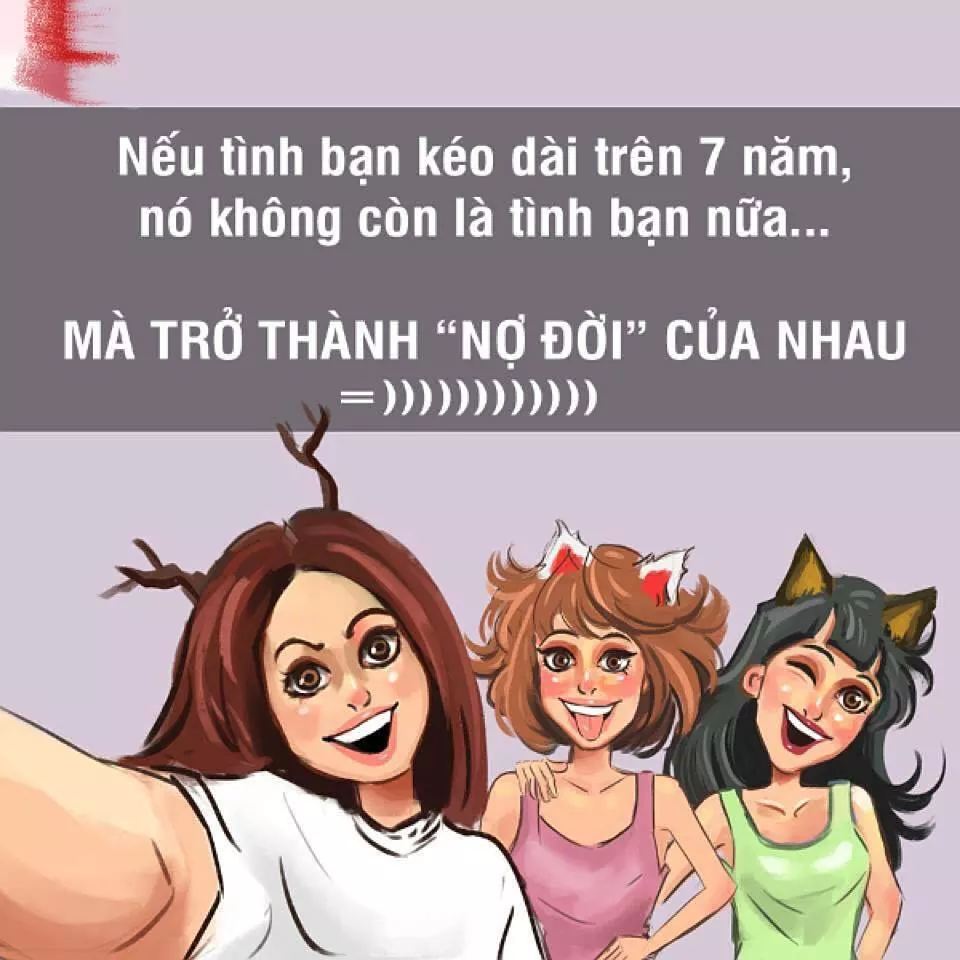 Nếu tình bạn kéo dài trên 7 năm,
nó không còn là tình bạn nữa...
MÀ TRỞ THÀNH “NỢ ĐỜI” CỦA NHAU
=))))))))))))